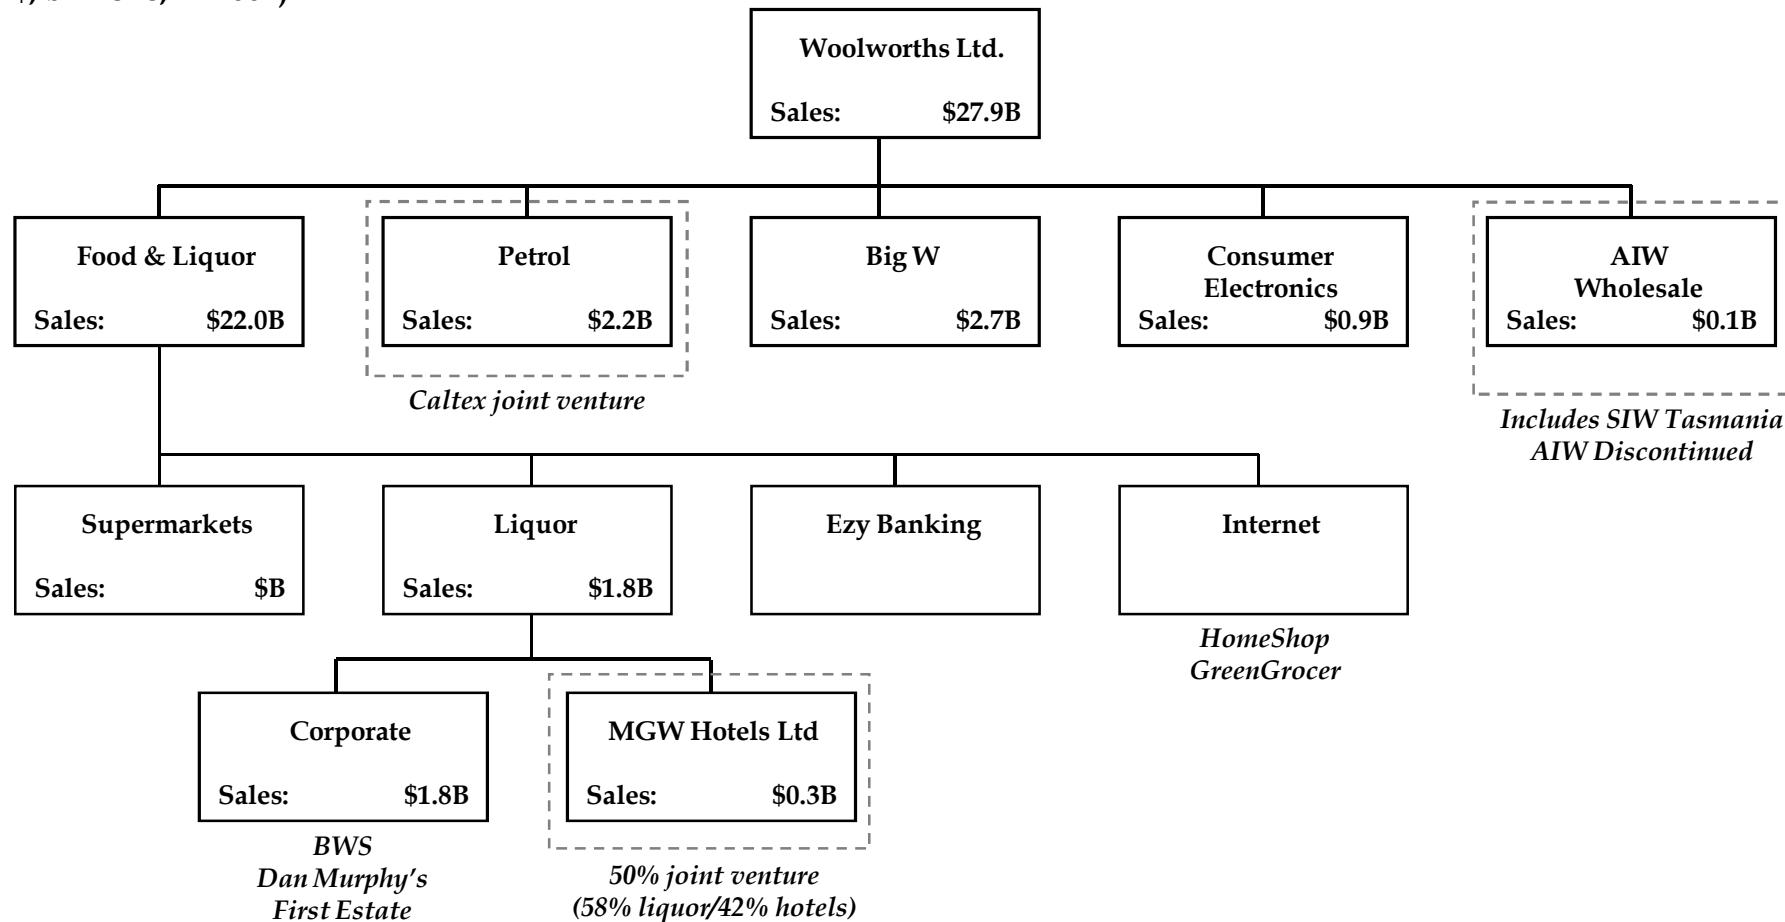 Woolworths Ltd.
Sales: $27.9B
Food & Liquor
Sales: $22.0B
Petrol
Sales: $2.2B
Caltex joint venture
Big W
Sales: $2.7B
Consumer
Electronics
Sales: $0.9B
AIW
Wholesale
Sales: $0.1B
Includes SIW Tasmania
AIW Discontinued
Supermarkets
Sales: $B
Liquor
Sales: $1.8B
Ezy Banking
Internet
HomeShop
GreenGrocer
Corporate
Sales: $1.8B
BWS
Dan Murphy’s
First Estate
MGW Hotels Ltd
Sales: $0.3B
50% joint venture
(58% liquor/42% hotels)